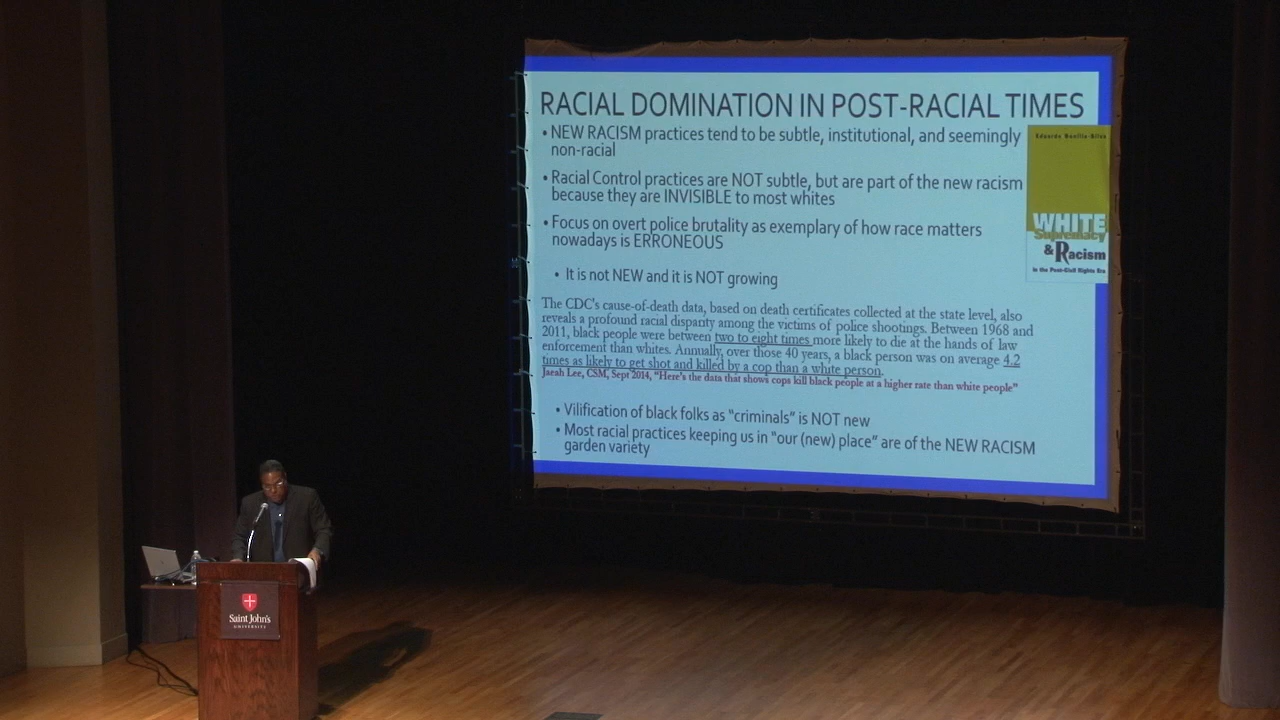 RACIAL DOMINATION IN POST-RACIAL TIMES
• NEW RACISM practices tend to be subtle, institutional, and seemingly
non-racial
• Racial Control practices are NOT subtle, but are part of the new racism
because they are INVISIBLE to most whites
• Focus on overt police brutality as exemplary of how race matters
nowadays is ERRONEOUS
• It is not NEW and it is NOT growing
The CDC's cause-of-death data, based on death certificates collected at the state level, also
reveals a profound racial disparity among the victims of police shootings. Between 1968 and
2011, black people were between two to eight times more likely to die at the hands of law
enforcement than whites. Annually, over those 40 years, a black person was on average 4.2
times as likely to get shot and killed by a cop than a white person.
Jaeah Lee, CSM, Sept 2014, "Here's the data that shows cops kill black people at a higher rate than white people"
• Vilification of black folks as "criminals" is NOT new
• Most racial practices keeping us in "our (new) place" are of the NEW RACISM
garden variety
Eduardo Bonilla-Silva
WHITE
Supremacy
& Racism
in the Post-Civil Rights Era
Saint John's
UNIVERSITY